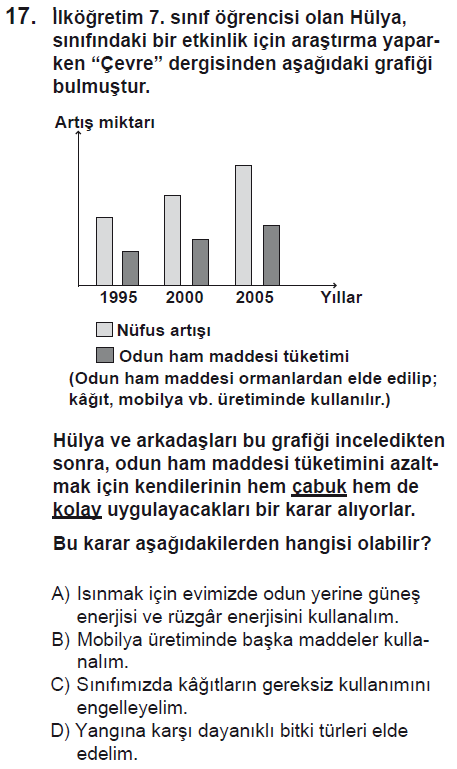 17. İlköğretim 7. sınıf öğrencisi olan Hülya,
sınıfındaki bir etkinlik için araştırma yapar-
ken “Çevre” dergisinden aşağıdaki grafiği
bulmuştur.
Artış miktarı
1995 2000 2005 Yıllar
Nüfus artışı
Odun ham maddesi tüketimi
(Odun ham maddesi ormanlardan elde edilip;
kâğıt, mobilya vb. üretiminde kullanılır.)
Hülya ve arkadaşları bu grafiği inceledikten
sonra, odun ham maddesi tüketimini azalt-
mak için kendilerinin hem çabuk hem de
kolay uygulayacakları bir karar alıyorlar.
Bu karar aşağıdakilerden hangisi olabilir?
A) Isınmak için evimizde odun yerine güneş
enerjisi ve rüzgâr enerjisini kullanalım.
B) Mobilya üretiminde başka maddeler kulla-
nalım.
C) Sınıfımızda kâğıtların gereksiz kullanımını
engelleyelim.
D) Yangına karşı dayanıklı bitki türleri elde
edelim.